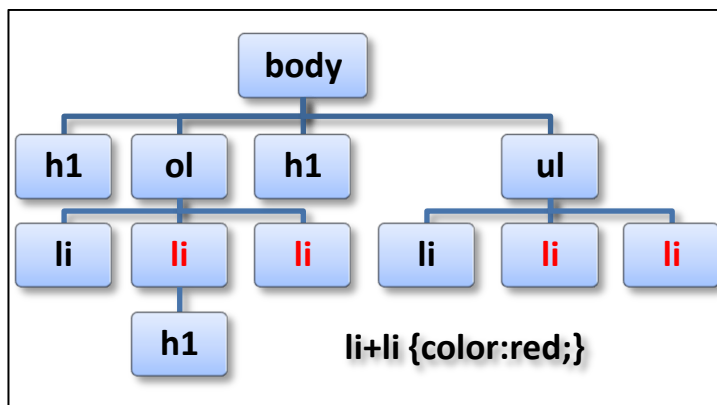 body
h1 ol h1 ul
li li li li li li
h1
li+li {color:red;}